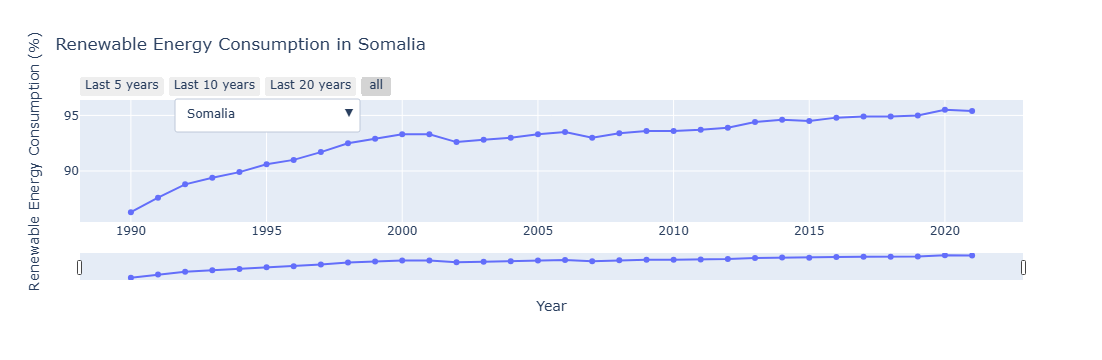 Renewable Energy Consumption in Somalia
Last 5 years Last 10 years Last 20 years all
Somalia ▼
Renewable Energy Consumption (%)
95
90
1990 1995 2000 2005 2010 2015 2020
Year